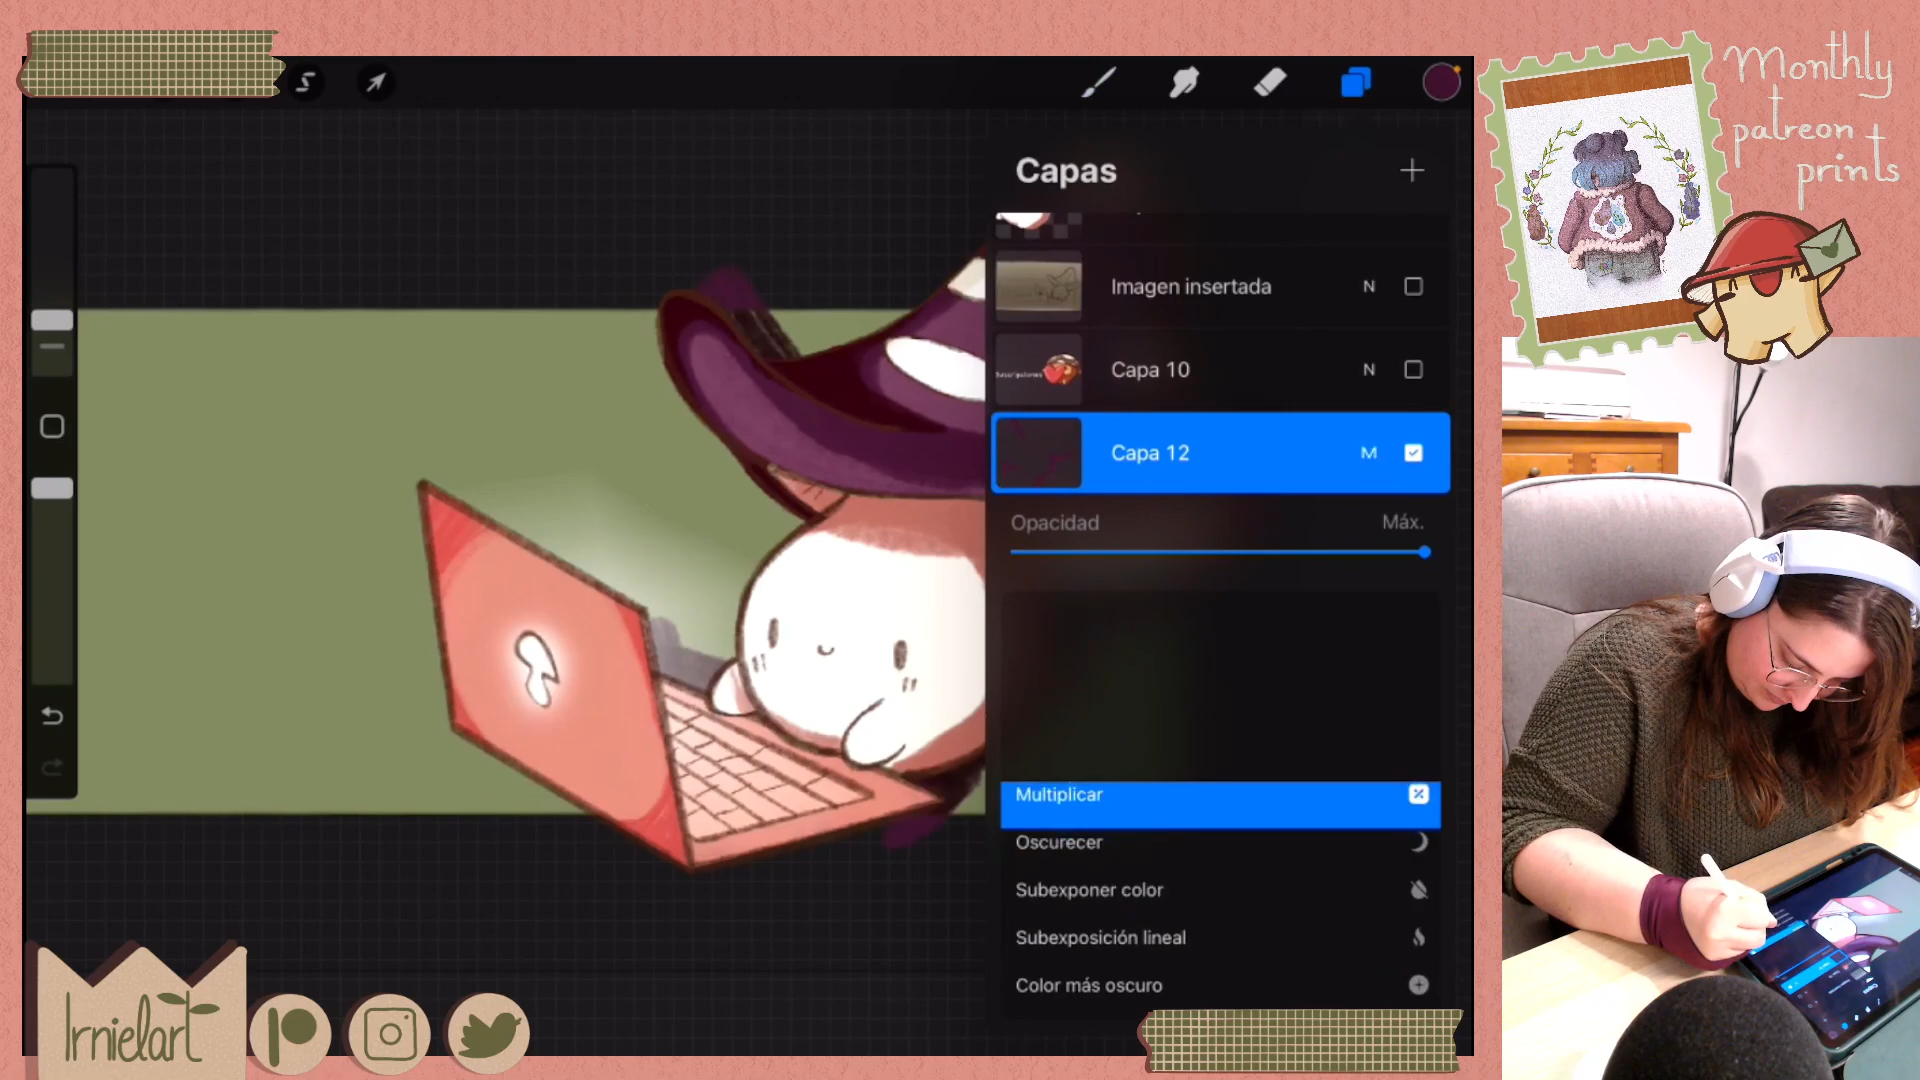 Monthly
patreon
prints
Capas
+
Imagen insertada N
Capa 10 N
Capa 12 M
Opacidad Máx.
Multiplicar
Oscurecer
Subexponer color
Subexposición lineal
Color más oscuro
Irnielart